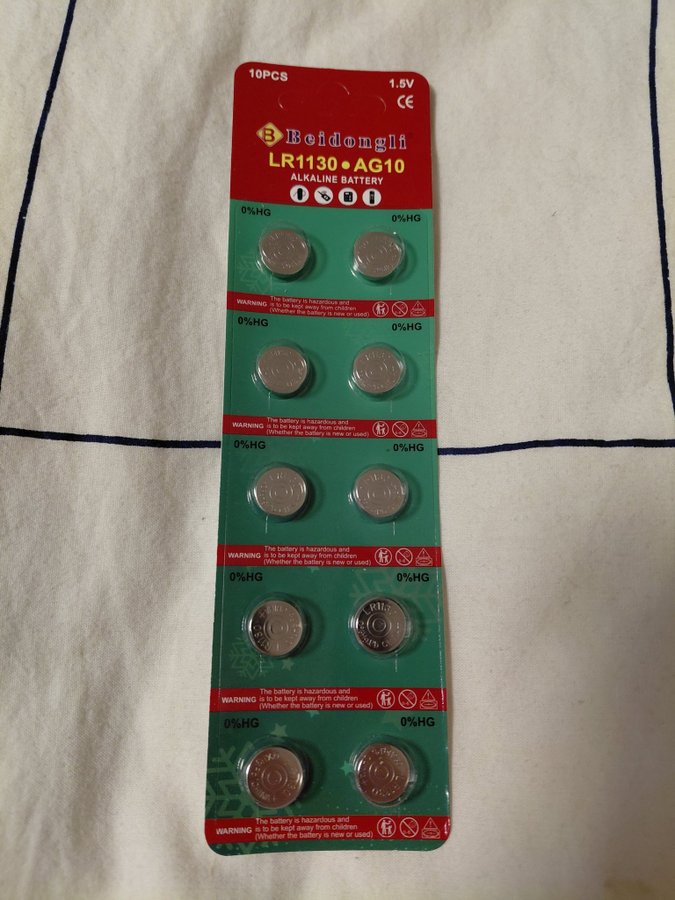 10PCS
1.5V
CE
B Beidongli
LR1130 • AG10
ALKALINE BATTERY
0%HG
0%HG
WARNING The battery is hazardous and
is to be kept away from children
(Whether the battery is new or used)
0%HG
0%HG
WARNING The battery is hazardous and
is to be kept away from children
(Whether the battery is new or used)
0%HG
0%HG
WARNING The battery is hazardous and
is to be kept away from children
(Whether the battery is new or used)
0%HG
0%HG
LR1130
LR113
WARNING The battery is hazardous and
is to be kept away from children
(Whether the battery is new or used)
0%HG
0%HG
WARNING The battery is hazardous and
is to be kept away from children
(Whether the battery is new or used)